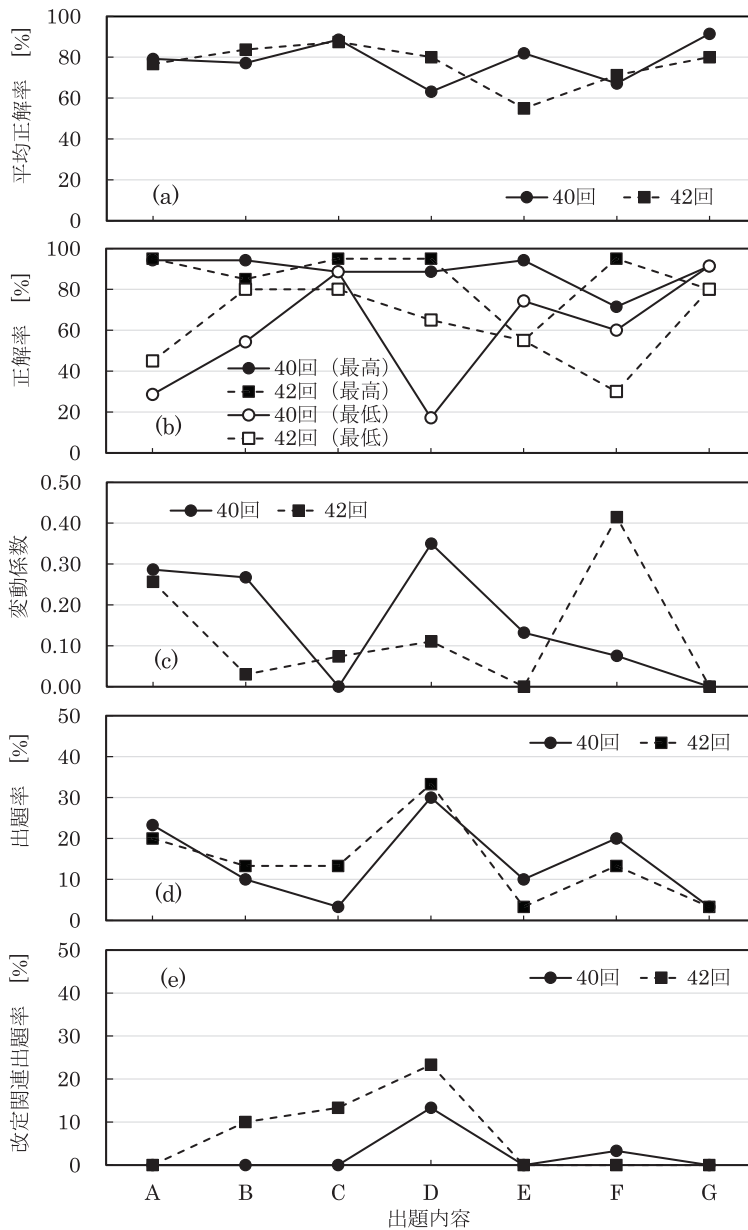 100
80
60
40
20
0
平均正解率 [%]
(a)
40回 42回
100
80
60
40
20
0
正解率 [%]
40回（最高）
42回（最高）
40回（最低）
42回（最低）
(b)
0.50
0.40
0.30
0.20
0.10
0.00
変動係数
40回 42回
(c)
50
40
30
20
10
0
出題率 [%]
40回 42回
(d)
50
40
30
20
10
0
改定関連出題率 [%]
(e)
40回 42回
A B C D E F G
出題内容